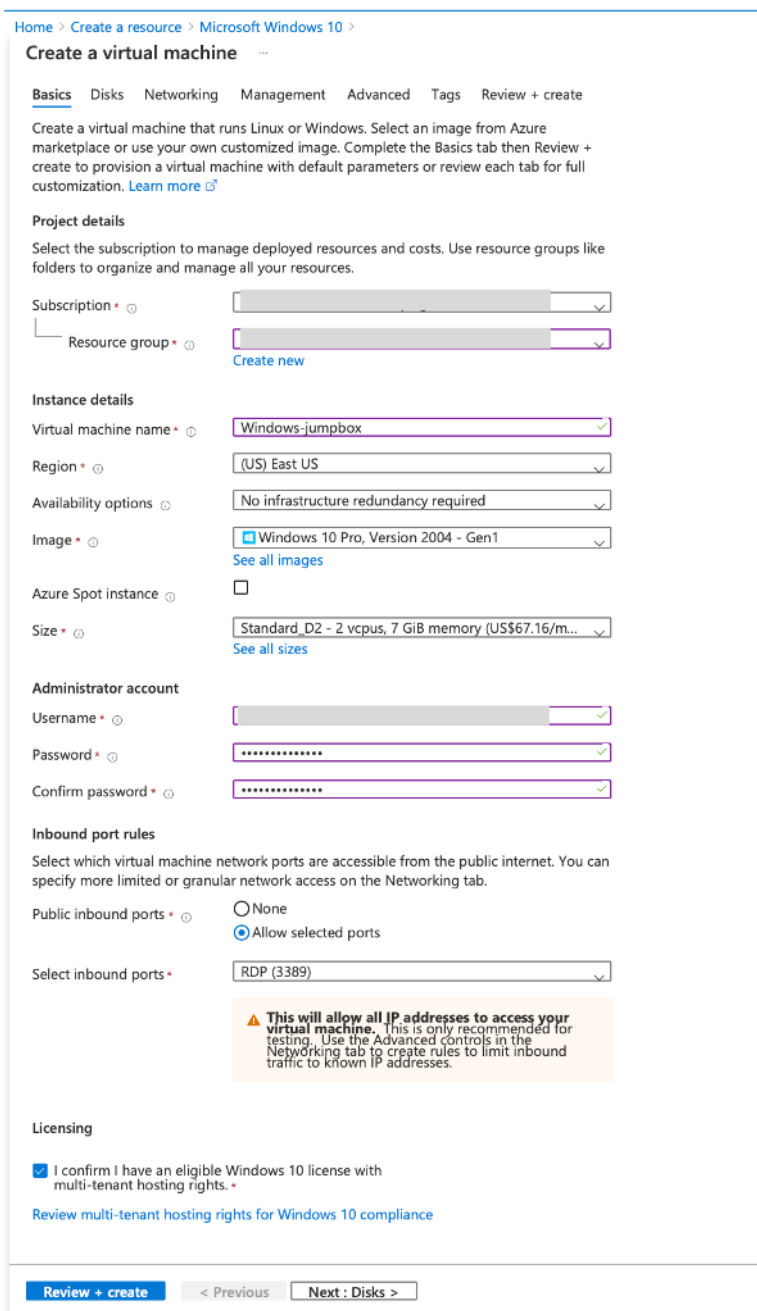 Home > Create a resource > Microsoft Windows 10 >
Create a virtual machine ...
Basics Disks Networking Management Advanced Tags Review + create
Create a virtual machine that runs Linux or Windows. Select an image from Azure
marketplace or use your own customized image. Complete the Basics tab then Review +
create to provision a virtual machine with default parameters or review each tab for full
customization. Learn more
Project details
Select the subscription to manage deployed resources and costs. Use resource groups like
folders to organize and manage all your resources.
Subscription *
Resource group *
Create new
Instance details
Virtual machine name * Windows-jumpbox
Region * (US) East US
Availability options No infrastructure redundancy required
Image * Windows 10 Pro, Version 2004 - Gen1
See all images
Azure Spot instance
Size * Standard_D2 - 2 vcpus, 7 GiB memory (US$67.16/m...
See all sizes
Administrator account
Username *
Password * ••••••••••••••
Confirm password * ••••••••••••••
Inbound port rules
Select which virtual machine network ports are accessible from the public internet. You can
specify more limited or granular network access on the Networking tab.
Public inbound ports * None
Allow selected ports
Select inbound ports * RDP (3389)
This will allow all IP addresses to access your
virtual machine. This is only recommended for
testing. Use the Advanced controls in the
Networking tab to create rules to limit inbound
traffic to known IP addresses.
Licensing
I confirm I have an eligible Windows 10 license with
multi-tenant hosting rights. *
Review multi-tenant hosting rights for Windows 10 compliance
Review + create < Previous Next : Disks >